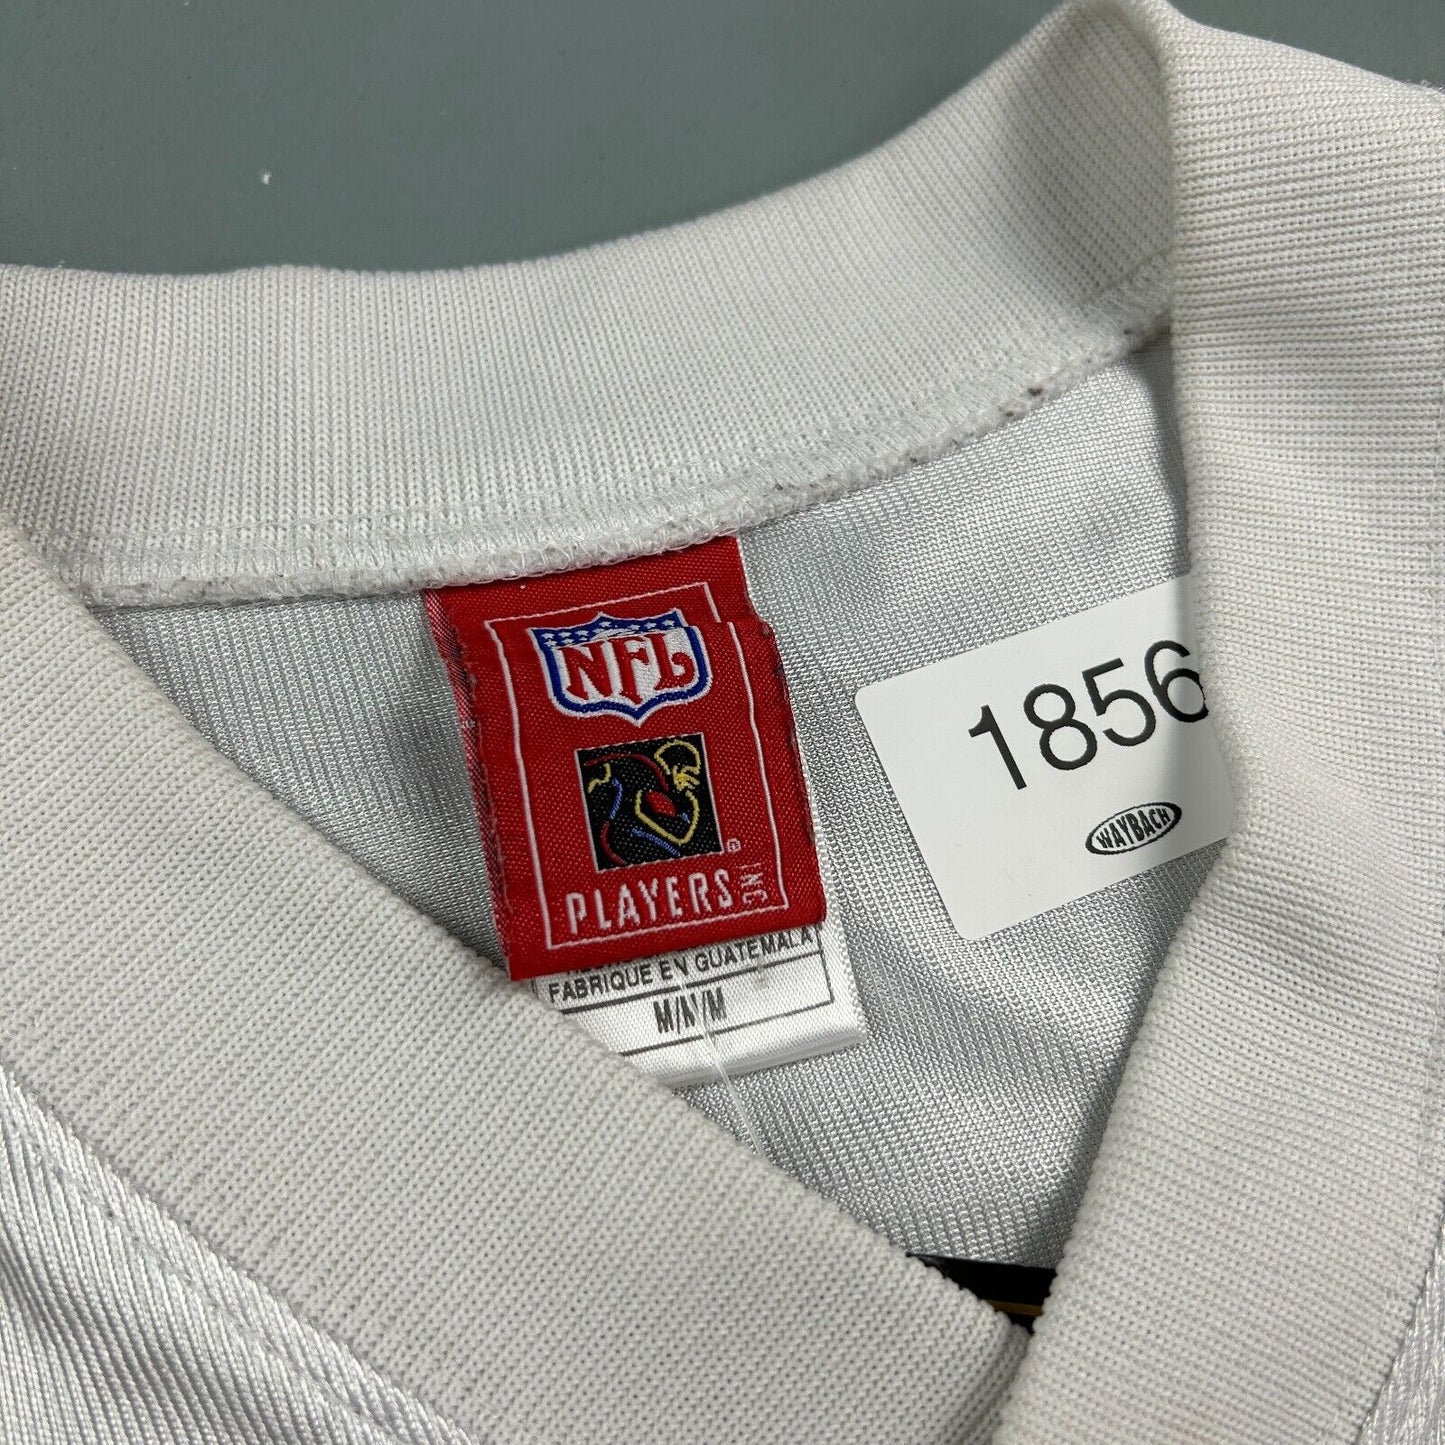 NFL
PLAYERS INC
FABRIQUE EN GUATEMALA
M/M/M
1856
WAYBACH